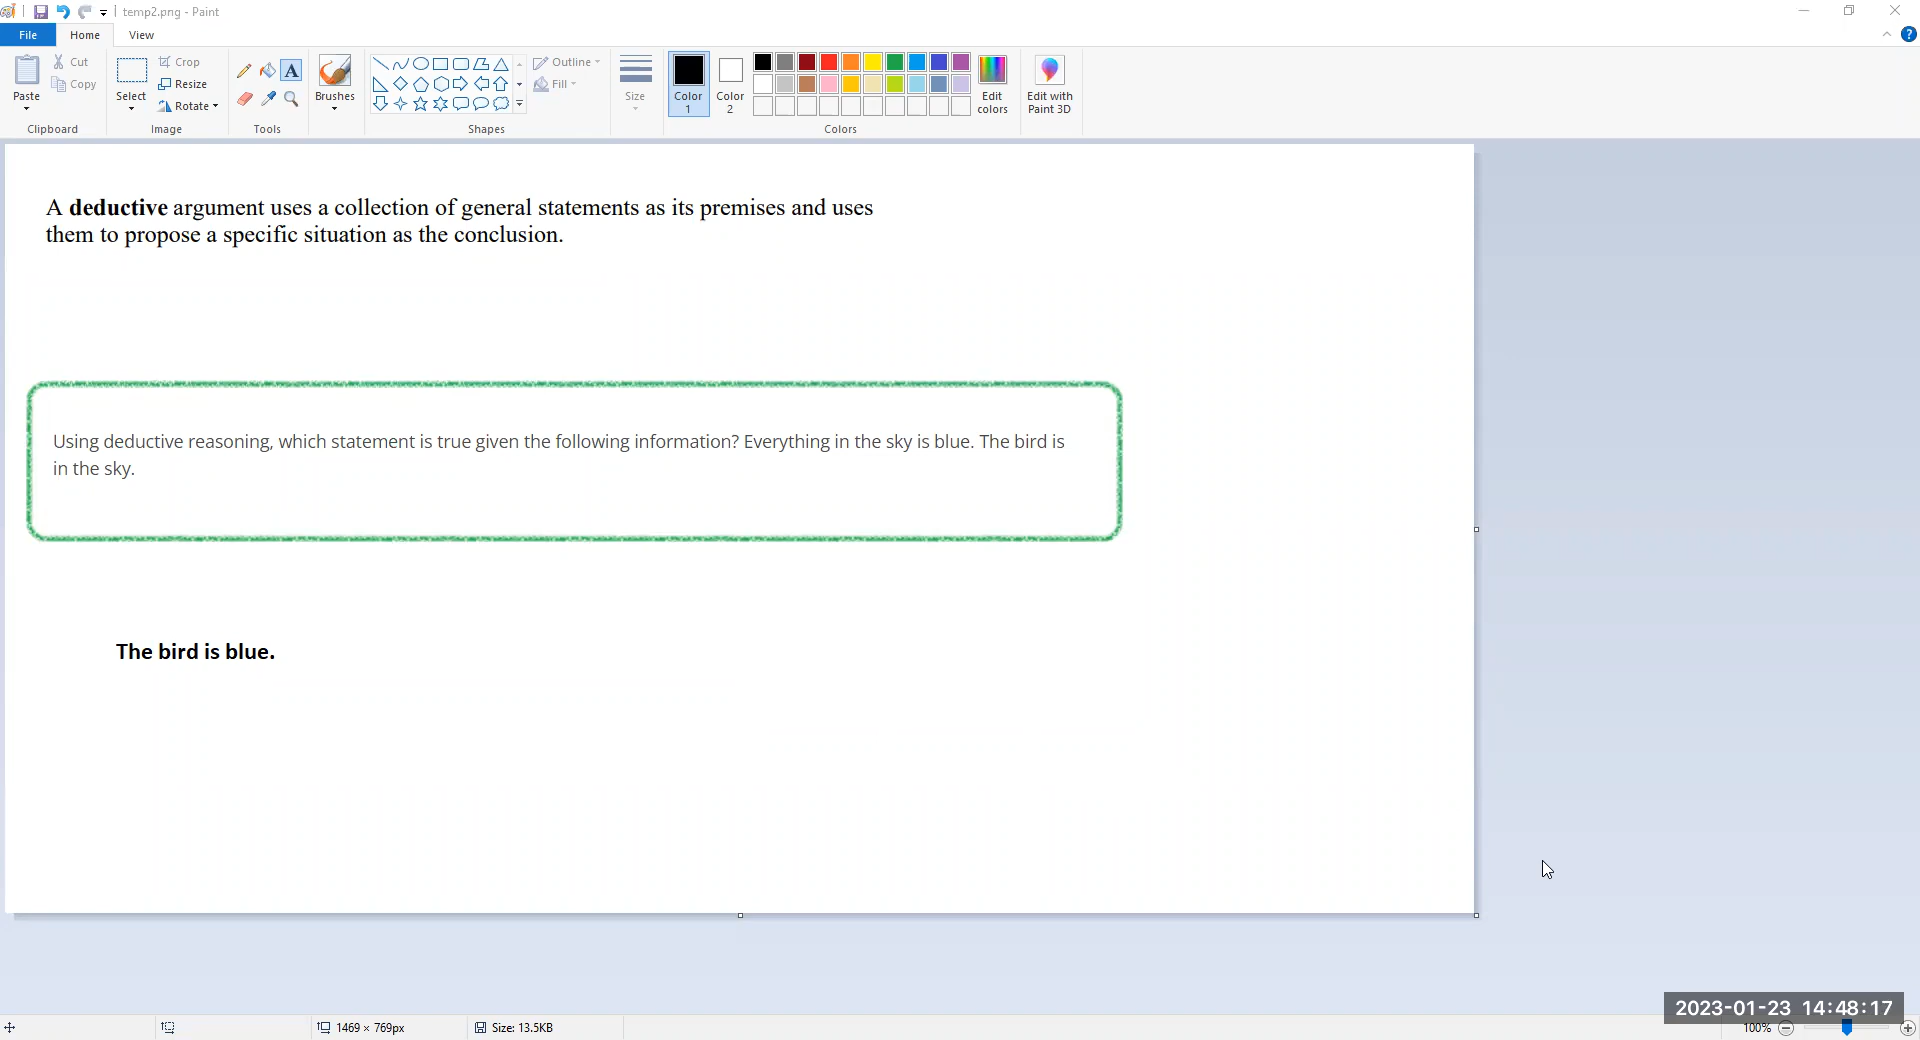 temp2.png - Paint
File Home View
Paste Cut Copy Clipboard
Select Crop Resize Rotate Image
A
Tools
Brushes
Shapes
Outline
Fill
Size
Color 1
Color 2
Colors
Edit colors
Edit with Paint 3D
?
A deductive argument uses a collection of general statements as its premises and uses
them to propose a specific situation as the conclusion.
Using deductive reasoning, which statement is true given the following information? Everything in the sky is blue. The bird is
in the sky.
The bird is blue.
2023-01-23 14:48:17
1469 × 769px
Size: 13.5KB
100%